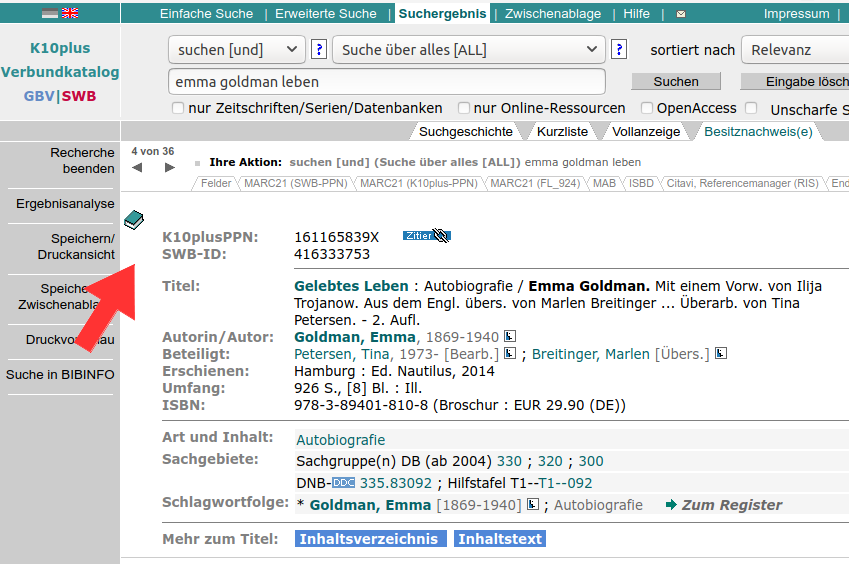 Einfache Suche | Erweiterte Suche | Suchergebnis | Zwischenablage | Hilfe | Impressum |
K10plus
Verbundkatalog
GBV|SWB
suchen [und] ? Suche über alles [ALL] ? sortiert nach Relevanz
emma goldman leben Suchen Eingabe lösch
nur Zeitschriften/Serien/Datenbanken nur Online-Ressourcen OpenAccess Unscharfe S
Suchgeschichte Kurzliste Vollanzeige Besitznachweis(e)
Recherche
beenden
Ergebnisanalyse
Speichern/
Druckansicht
Speiche
Zwischenabla
Druckvo
au
Suche in BIBINFO
4 von 36
Ihre Aktion: suchen [und] (Suche über alles [ALL]) emma goldman leben
Felder MARC21 (SWB-PPN) MARC21 (K10plus-PPN) MARC21 (FL_924) MAB ISBD Citavi, Referencemanager (RIS) End
K10plusPPN: 161165839X Zitier
SWB-ID: 416333753
Titel: Gelebtes Leben : Autobiografie / Emma Goldman. Mit einem Vorw. von Ilija
Trojanow. Aus dem Engl. übers. von Marlen Breitinger ... Überarb. von Tina
Petersen. - 2. Aufl.
Autorin/Autor: Goldman, Emma, 1869-1940 L
Beteiligt: Petersen, Tina, 1973- [Bearb.] L ; Breitinger, Marlen [Übers.] L
Erschienen: Hamburg : Ed. Nautilus, 2014
Umfang: 926 S., [8] Bl. : Ill.
ISBN: 978-3-89401-810-8 (Broschur : EUR 29.90 (DE))
Art und Inhalt: Autobiografie
Sachgebiete: Sachgruppe(n) DB (ab 2004) 330 ; 320 ; 300
DNB-DDC 335.83092 ; Hilfstafel T1--T1--092
Schlagwortfolge: * Goldman, Emma [1869-1940] L ; Autobiografie Zum Register
Mehr zum Titel: Inhaltsverzeichnis Inhaltstext